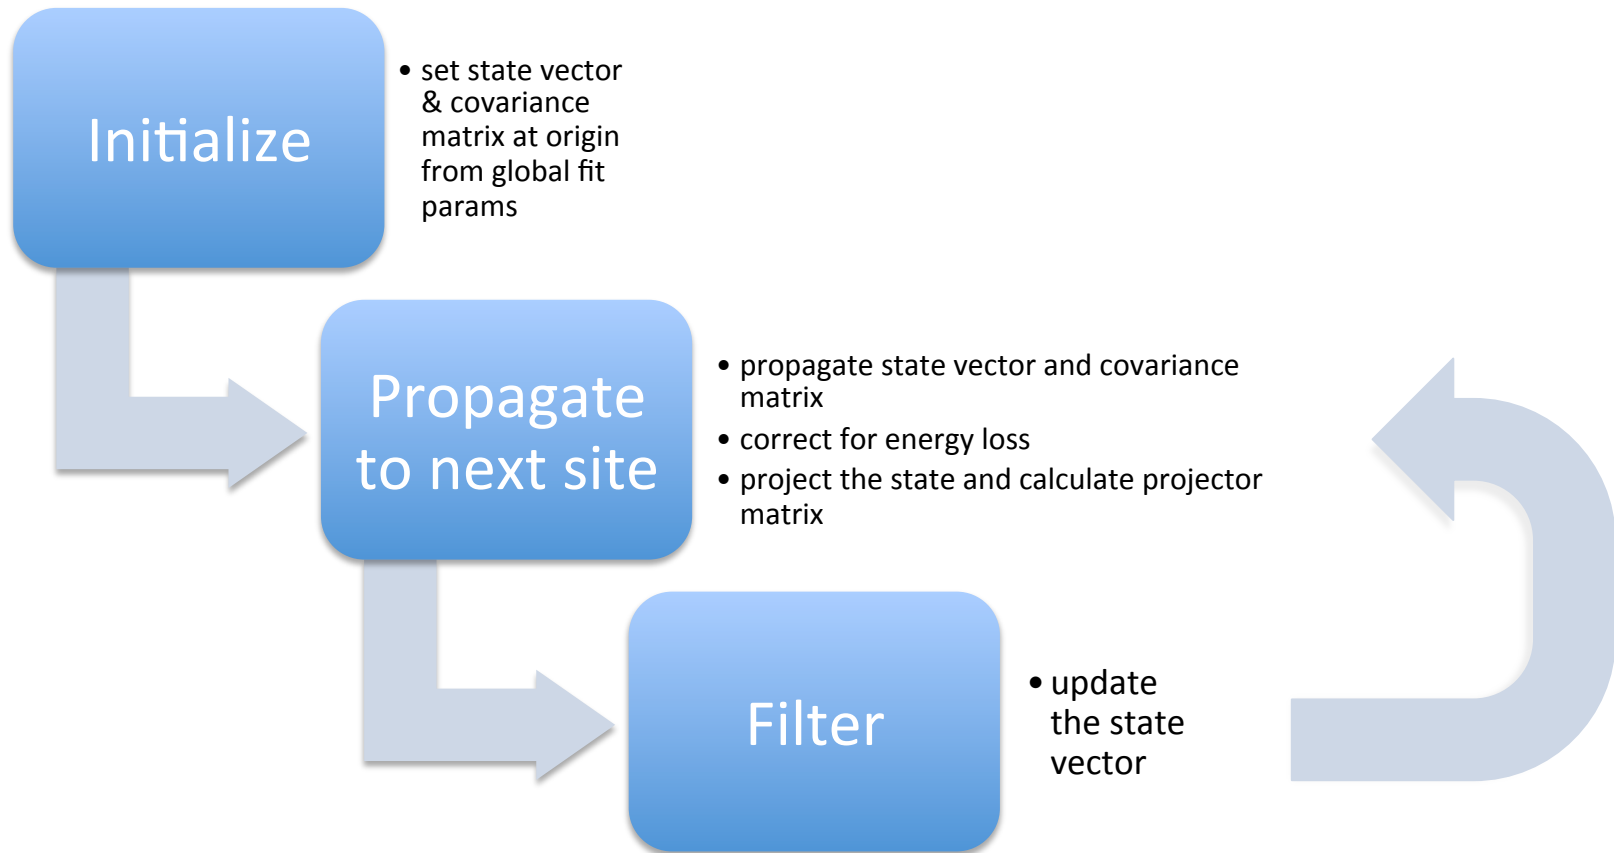 Initialize
• set state vector
& covariance
matrix at origin
from global fit
params
Propagate
to next site
• propagate state vector and covariance
matrix
• correct for energy loss
• project the state and calculate projector
matrix
Filter
• update
the state
vector